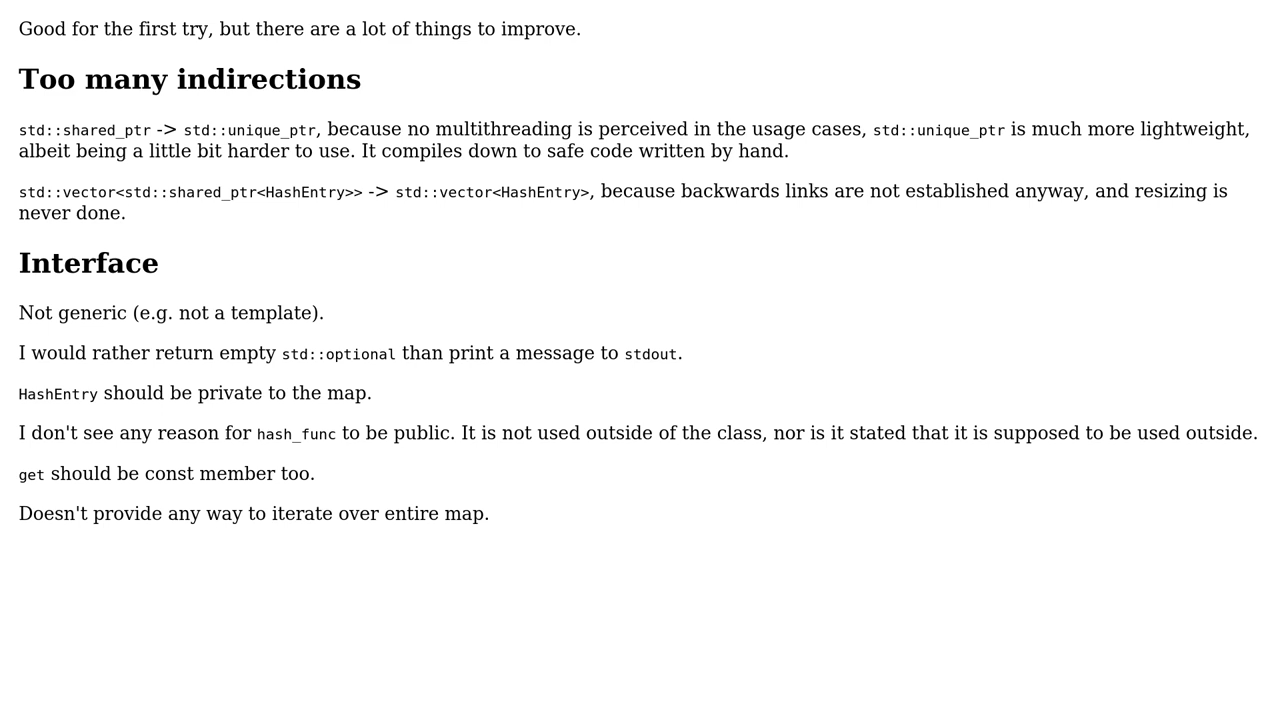 Good for the first try, but there are a lot of things to improve.
Too many indirections
std::shared_ptr -> std::unique_ptr, because no multithreading is perceived in the usage cases, std::unique_ptr is much more lightweight,
albeit being a little bit harder to use. It compiles down to safe code written by hand.
std::vector<std::shared_ptr<HashEntry>> -> std::vector<HashEntry>, because backwards links are not established anyway, and resizing is
never done.
Interface
Not generic (e.g. not a template).
I would rather return empty std::optional than print a message to stdout.
HashEntry should be private to the map.
I don't see any reason for hash_func to be public. It is not used outside of the class, nor is it stated that it is supposed to be used outside.
get should be const member too.
Doesn't provide any way to iterate over entire map.